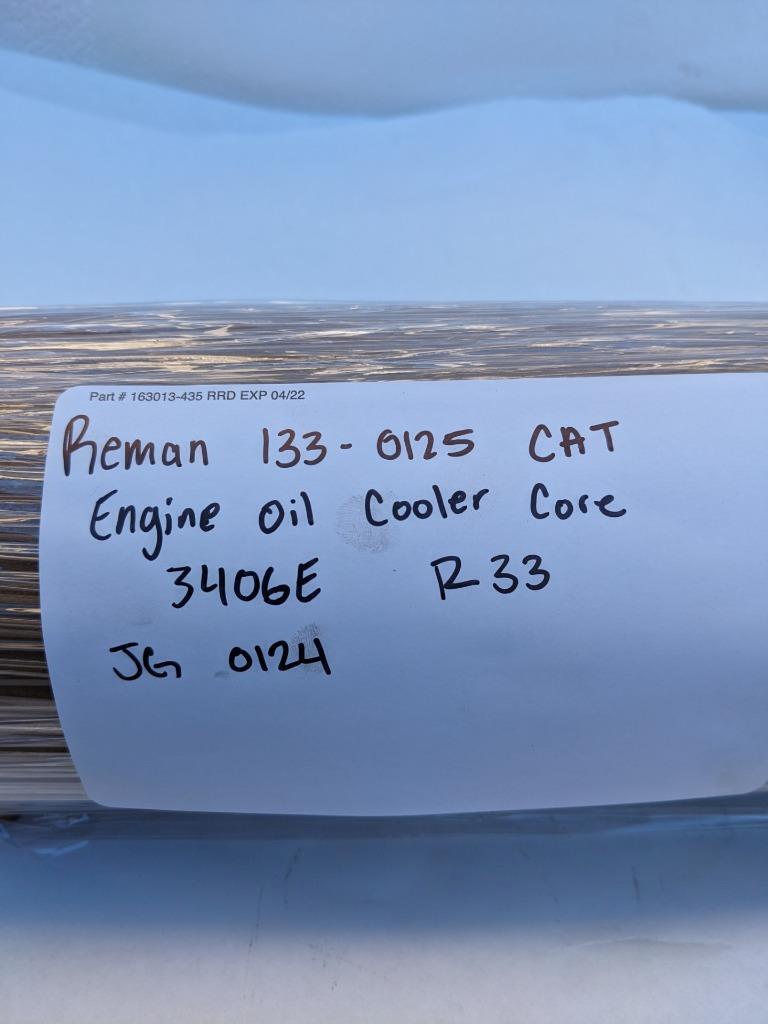 Part # 163013-435 RRD EXP 04/22
Reman 133-0125 CAT
Engine Oil Cooler Core
3406E R33
JG 0124